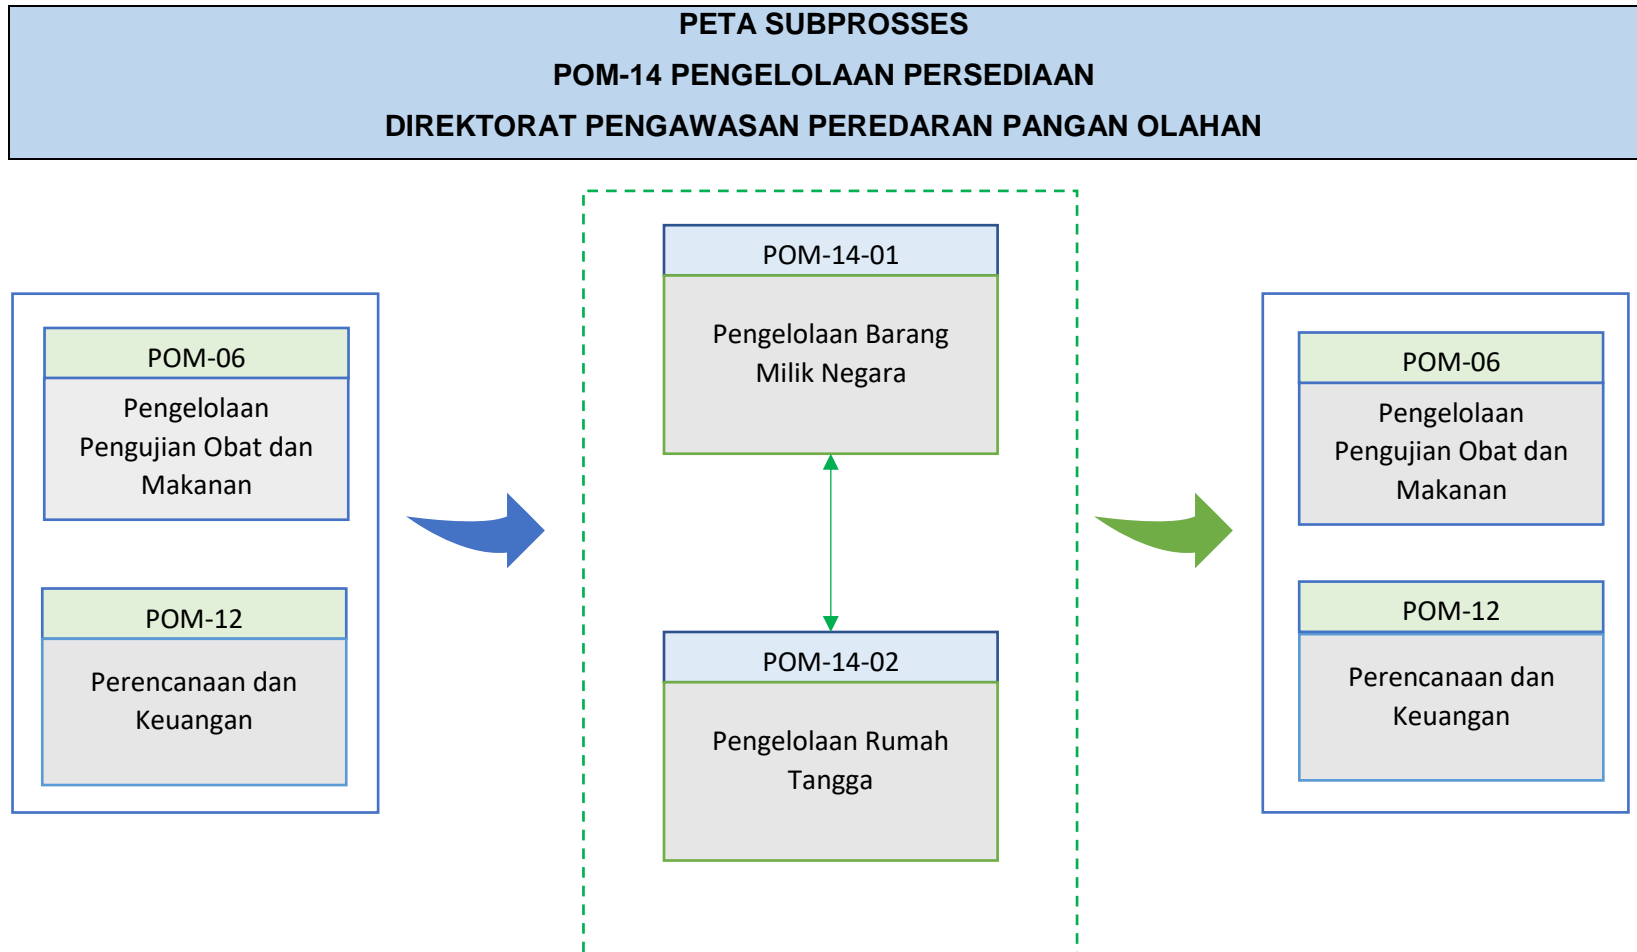 PETA SUBPROSSES
POM-14 PENGELOLAAN PERSEDIAAN
DIREKTORAT PENGAWASAN PEREDARAN PANGAN OLAHAN
POM-06
Pengelolaan
Pengujian Obat dan
Makanan
POM-12
Perencanaan dan
Keuangan
POM-14-01
Pengelolaan Barang
Milik Negara
POM-14-02
Pengelolaan Rumah
Tangga
POM-06
Pengelolaan
Pengujian Obat dan
Makanan
POM-12
Perencanaan dan
Keuangan